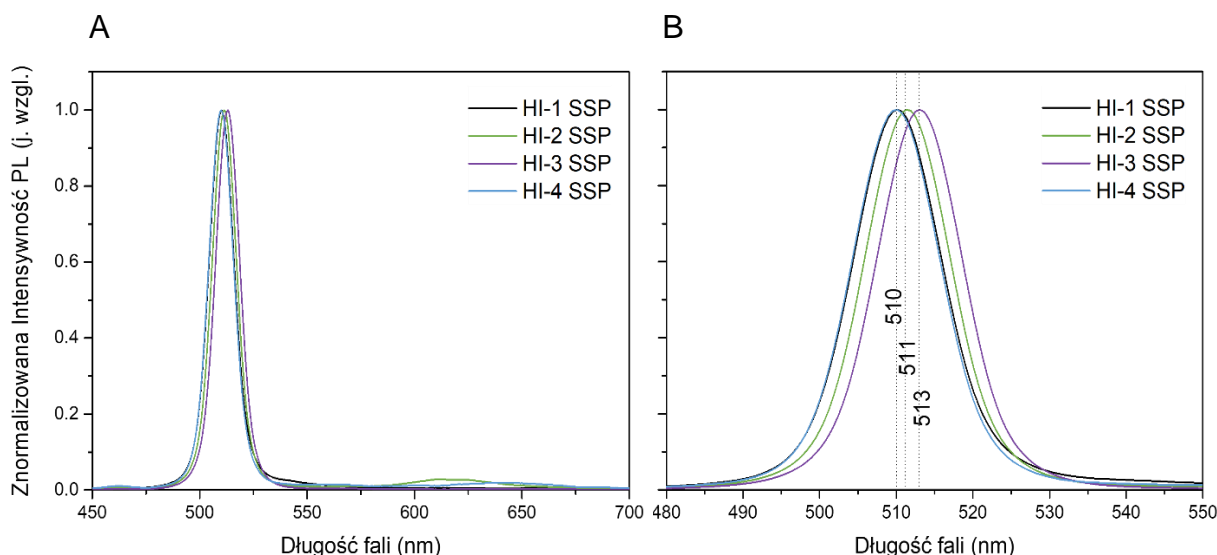 A
B
Znormalizowana Intensywność PL (j. wzgl.)
1.0
0.8
0.6
0.4
0.2
0.0
HI-1 SSP
HI-2 SSP
HI-3 SSP
HI-4 SSP
450 500 550 600 650 700
Długość fali (nm)
HI-1 SSP
HI-2 SSP
HI-3 SSP
HI-4 SSP
510
511
513
480 490 500 510 520 530 540 550
Długość fali (nm)